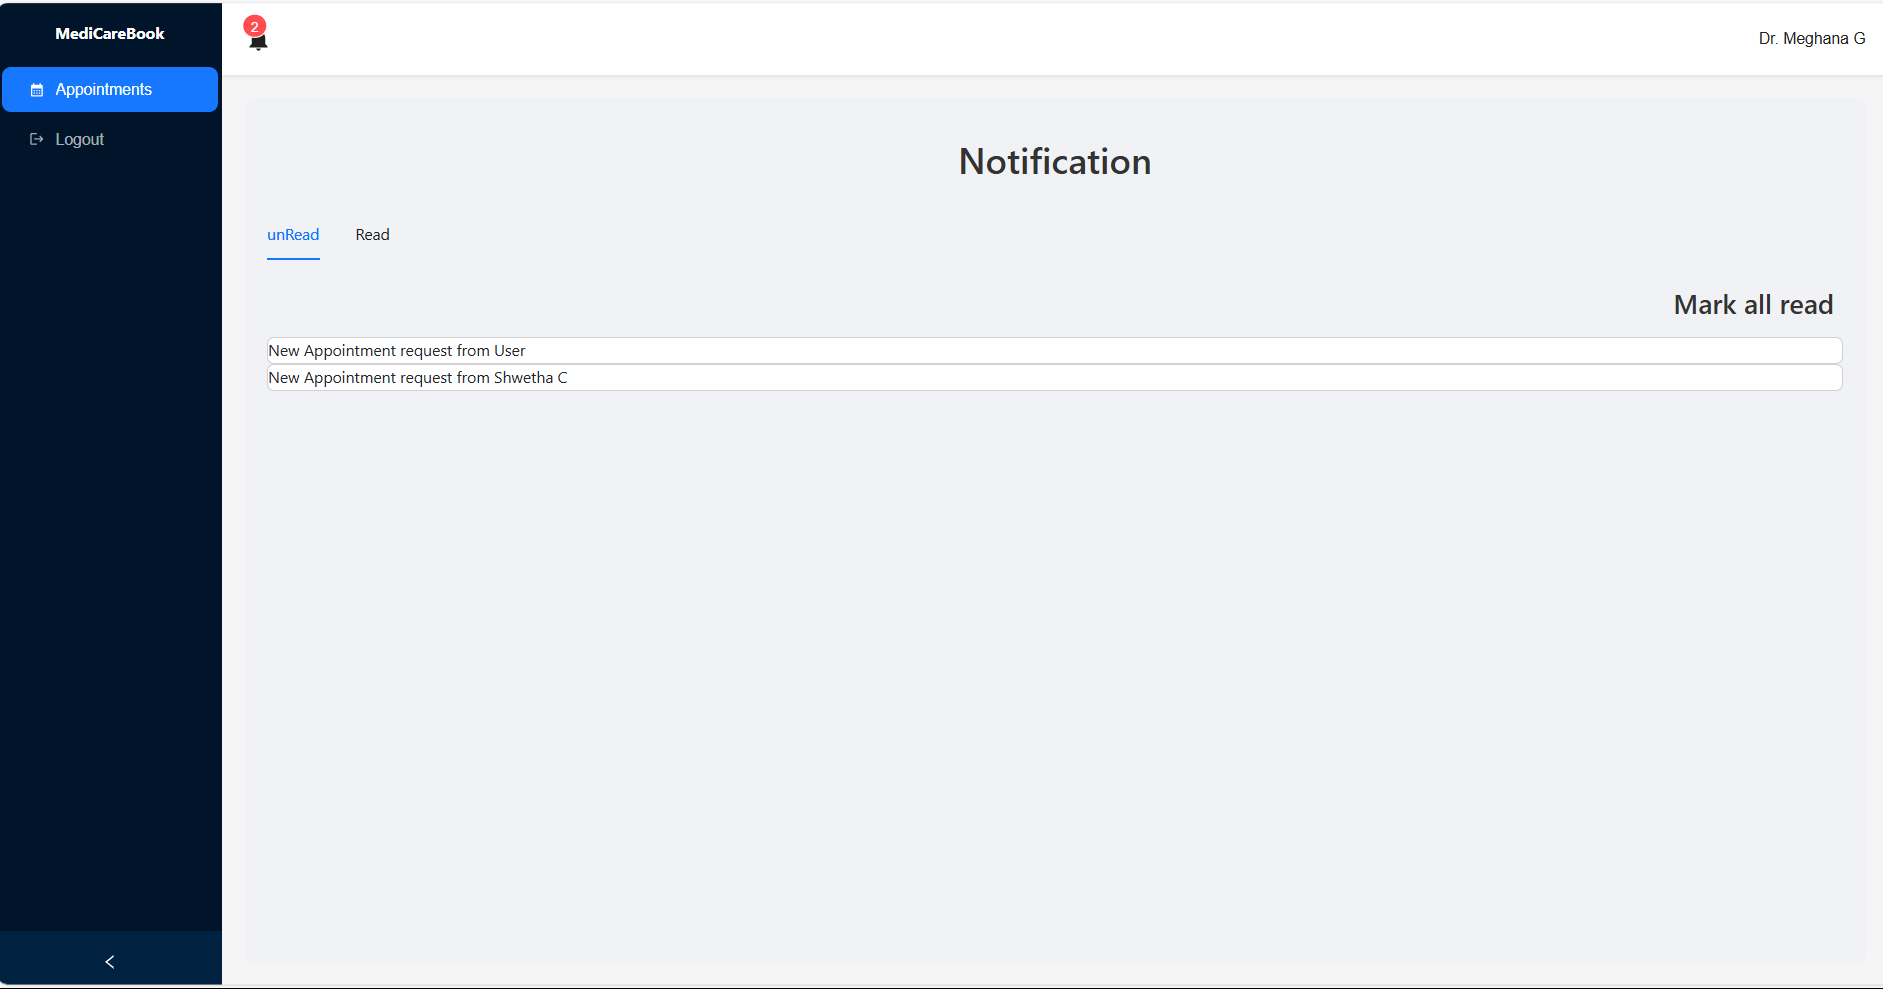 MediCareBook
Appointments
Logout
2
Dr. Meghana G
Notification
unRead
Read
Mark all read
New Appointment request from User
New Appointment request from Shwetha C